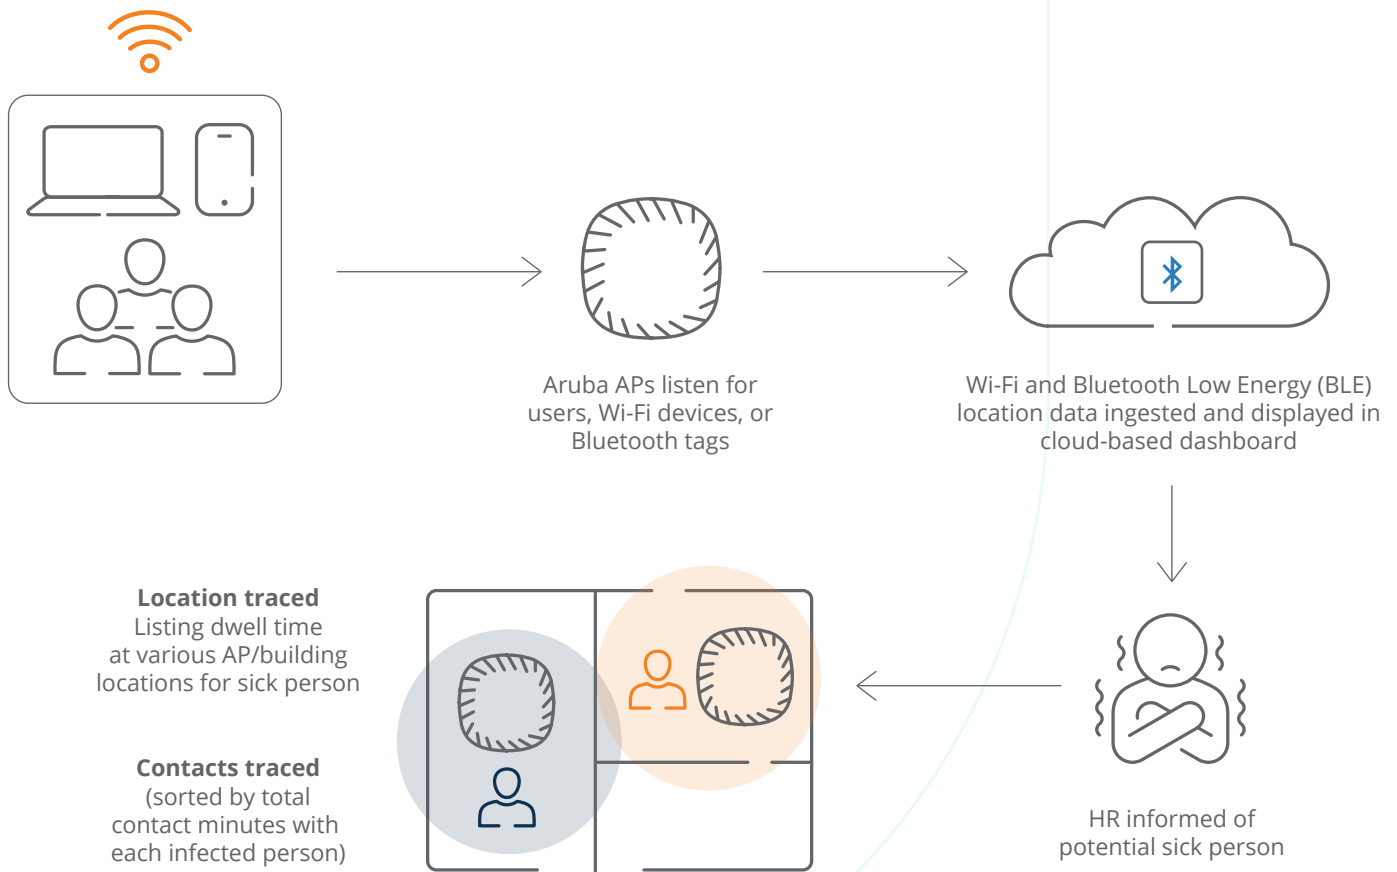 Aruba APs listen for
users, Wi-Fi devices, or
Bluetooth tags
Wi-Fi and Bluetooth Low Energy (BLE)
location data ingested and displayed in
cloud-based dashboard
HR informed of
potential sick person
Location traced
Listing dwell time
at various AP/building
locations for sick person
Contacts traced
(sorted by total
contact minutes with
each infected person)